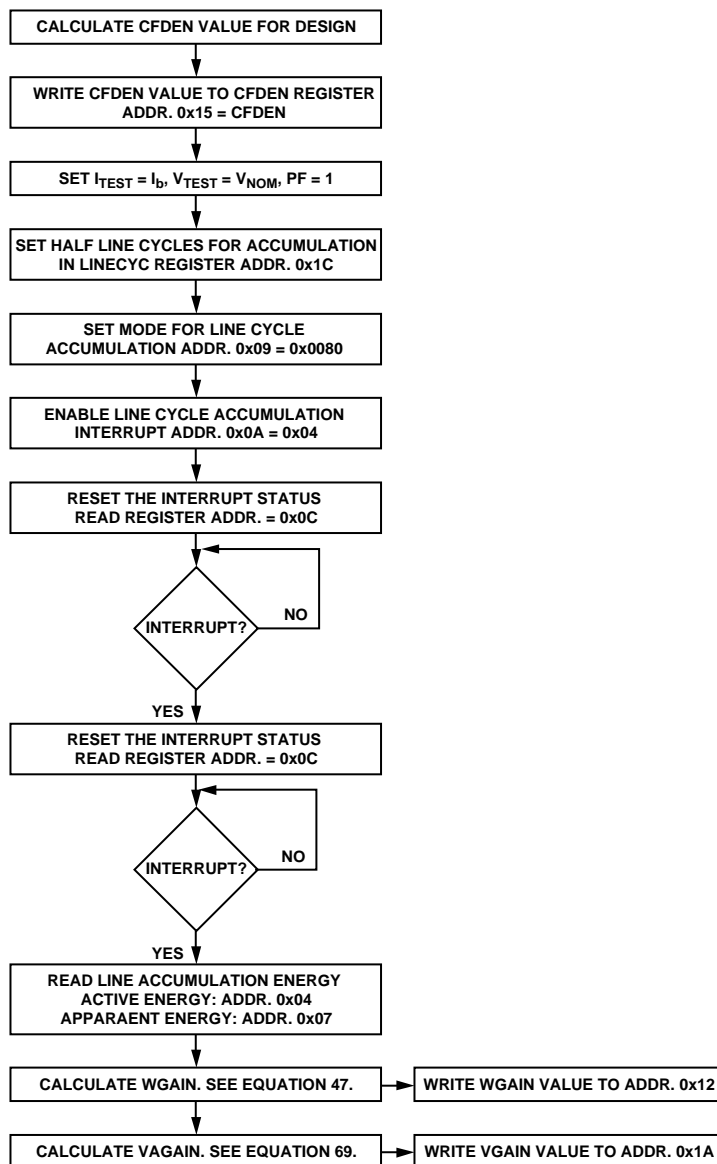 CALCULATE CFDEN VALUE FOR DESIGN
WRITE CFDEN VALUE TO CFDEN REGISTER
ADDR. 0x15 = CFDEN
SET I_TEST = I_b, V_TEST = V_NOM, PF = 1
SET HALF LINE CYCLES FOR ACCUMULATION
IN LINECYC REGISTER ADDR. 0x1C
SET MODE FOR LINE CYCLE
ACCUMULATION ADDR. 0x09 = 0x0080
ENABLE LINE CYCLE ACCUMULATION
INTERRUPT ADDR. 0x0A = 0x04
RESET THE INTERRUPT STATUS
READ REGISTER ADDR. = 0x0C
INTERRUPT?
NO
YES
RESET THE INTERRUPT STATUS
READ REGISTER ADDR. = 0x0C
INTERRUPT?
NO
YES
READ LINE ACCUMULATION ENERGY
ACTIVE ENERGY: ADDR. 0x04
APPARAENT ENERGY: ADDR. 0x07
CALCULATE WGAIN. SEE EQUATION 47.
WRITE WGAIN VALUE TO ADDR. 0x12
CALCULATE VAGAIN. SEE EQUATION 69.
WRITE VGAIN VALUE TO ADDR. 0x1A